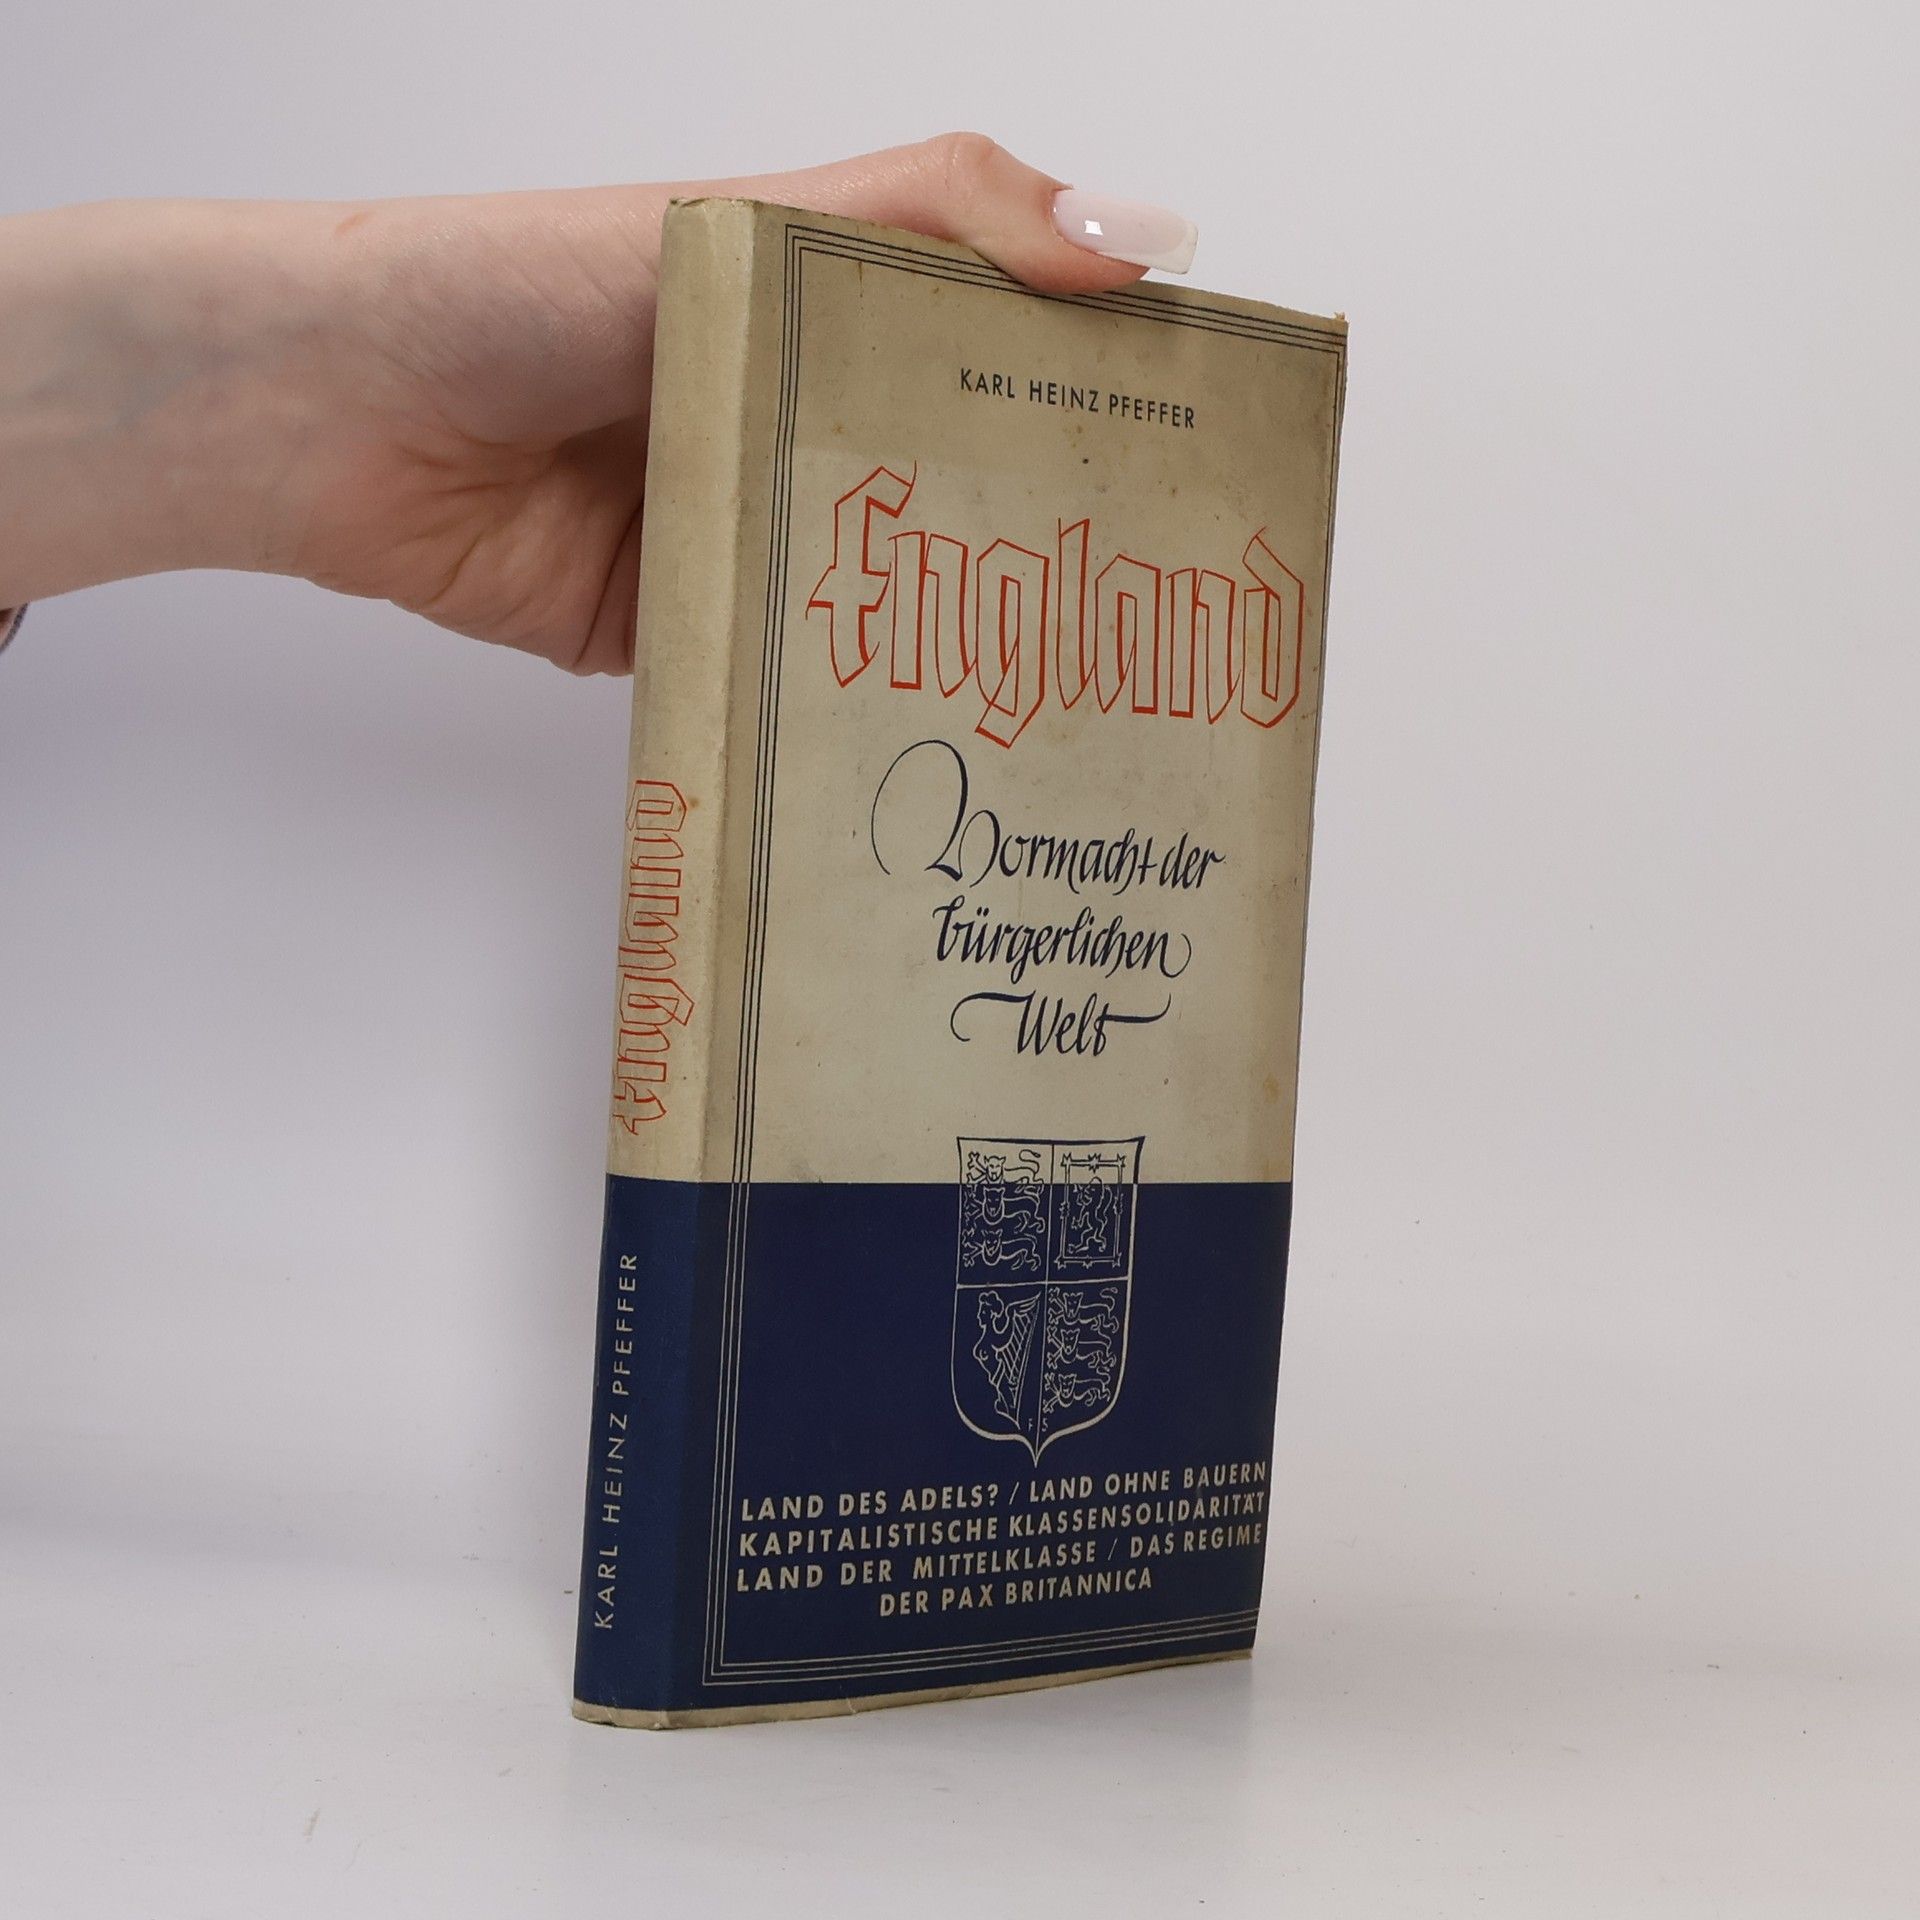 KARL HEINZ PFEFFER
England
Vormacht der
bürgerlichen
Welt
F S
LAND DES ADELS? / LAND OHNE BAUERN
KAPITALISTISCHE KLASSENSOLIDARITÄT
LAND DER MITTELKLASSE / DAS REGIME
DER PAX BRITANNICA
England
KARL HEINZ PFEFFER